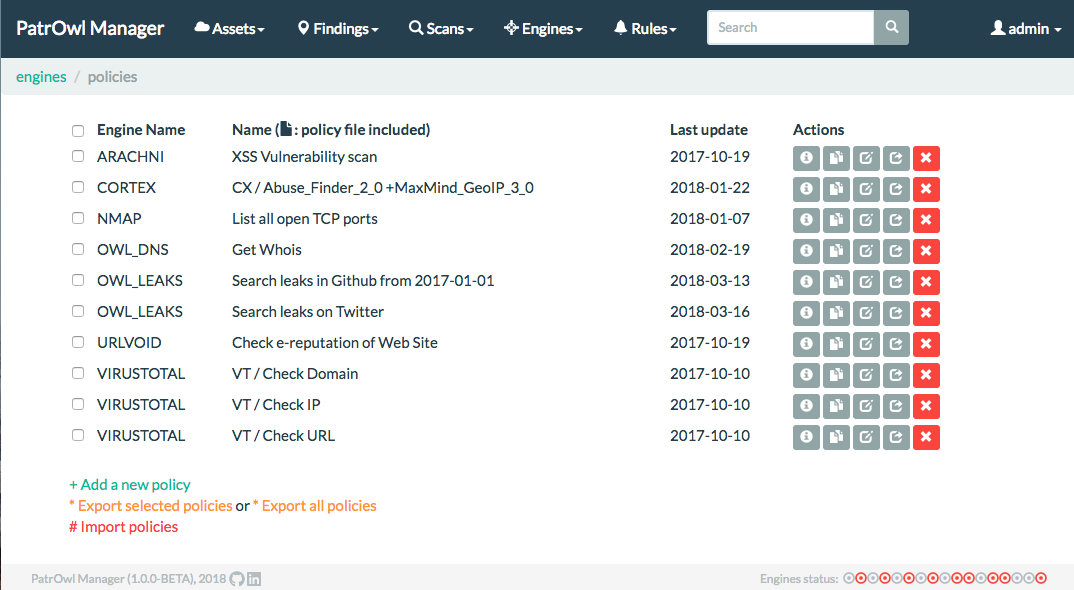 PatrOwl Manager Assets Findings Scans Engines Rules Search admin
engines / policies
Engine Name Name ( : policy file included) Last update Actions
ARACHNI XSS Vulnerability scan 2017-10-19
CORTEX CX / Abuse_Finder_2_0 +MaxMind_GeoIP_3_0 2018-01-22
NMAP List all open TCP ports 2018-01-07
OWL_DNS Get Whois 2018-02-19
OWL_LEAKS Search leaks in Github from 2017-01-01 2018-03-13
OWL_LEAKS Search leaks on Twitter 2018-03-16
URLVOID Check e-reputation of Web Site 2017-10-19
VIRUSTOTAL VT / Check Domain 2017-10-10
VIRUSTOTAL VT / Check IP 2017-10-10
VIRUSTOTAL VT / Check URL 2017-10-10
+ Add a new policy
* Export selected policies or * Export all policies
# Import policies
PatrOwl Manager (1.0.0-BETA), 2018 Engines status: